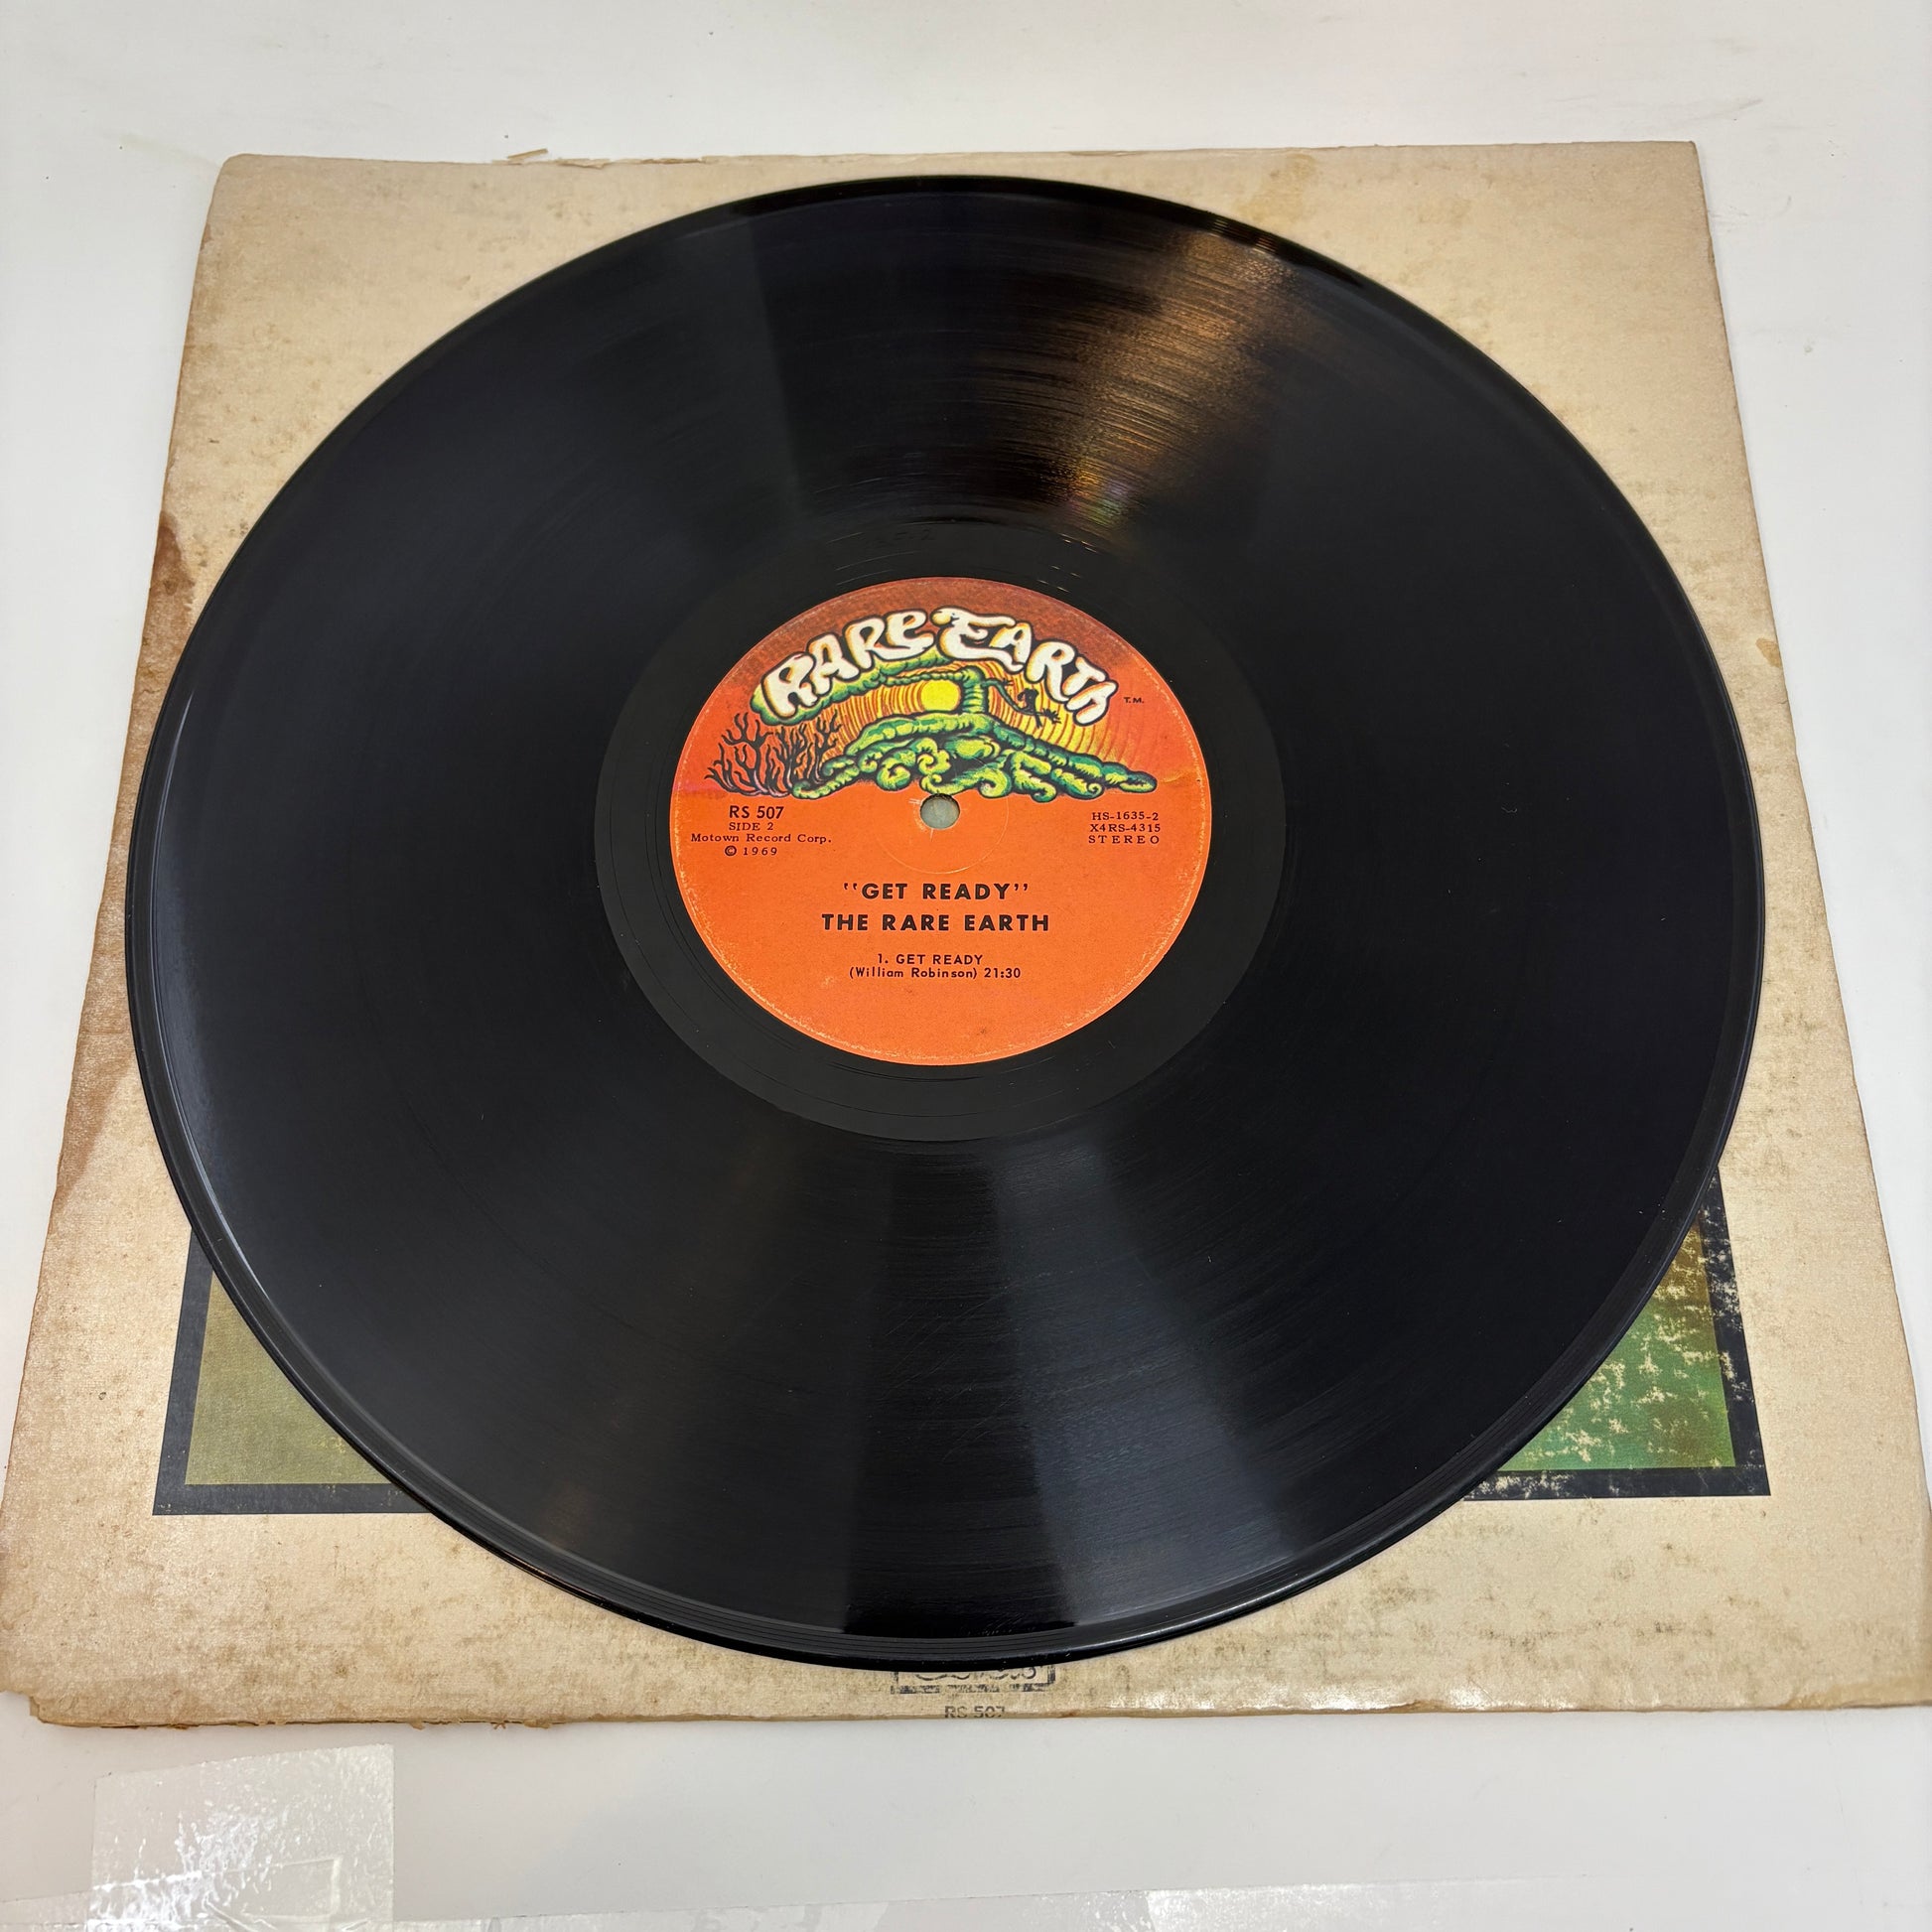 RARE EARTH T.M.
RS 507
SIDE 2
Motown Record Corp.
© 1969
HS-1635-2
X4RS-4315
STEREO
"GET READY"
THE RARE EARTH
1. GET READY
(William Robinson) 21:30
RS 507